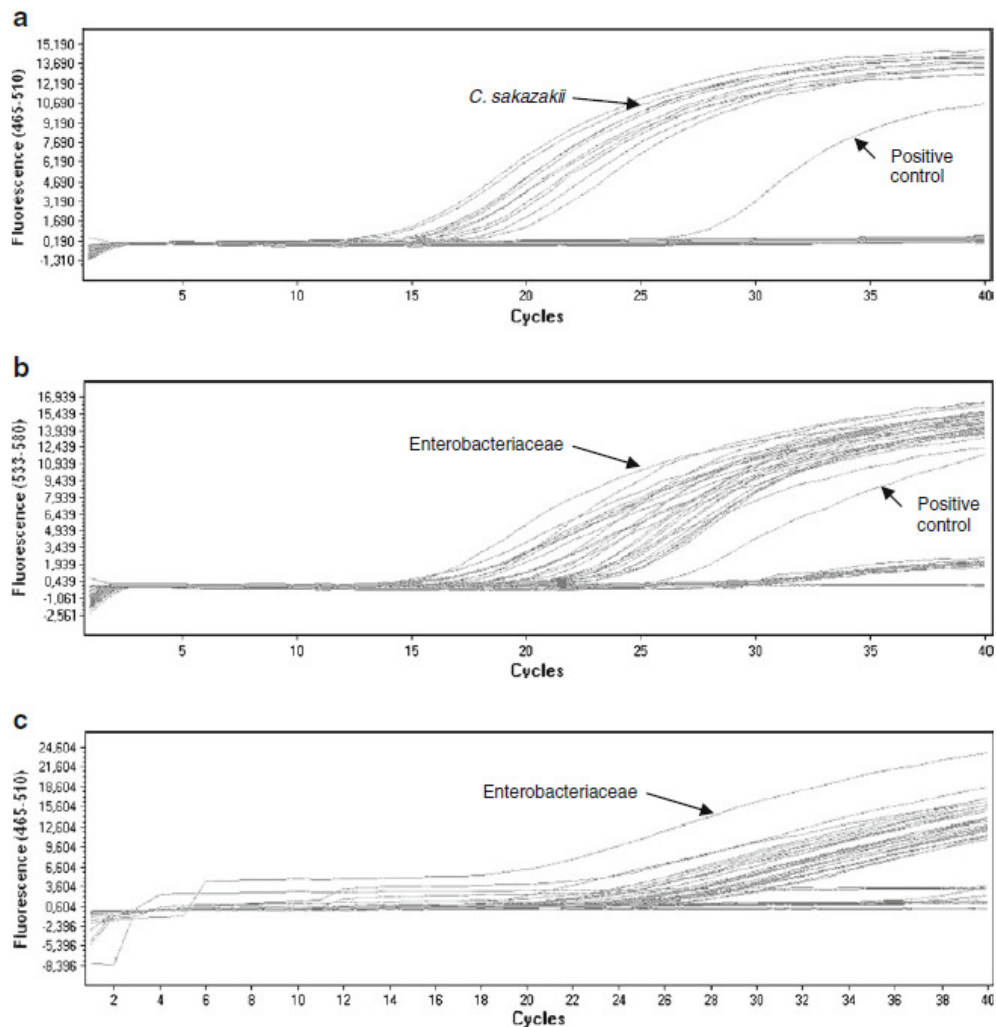 a
Fluorescence (465-510)
15,190
13,690
12,190
10,690
9,190
7,690
6,190
4,690
3,190
1,690
0,190
-1,310
C. sakazakii
Positive
control
5 10 15 20 25 30 35 40
Cycles
b
Fluorescence (533-580)
16,939
15,439
13,939
12,439
10,939
9,439
7,939
5,939
4,939
3,439
1,939
0,439
-1,061
-2,561
Enterobacteriaceae
Positive
control
5 10 15 20 25 30 35 40
Cycles
c
Fluorescence (465-510)
24,604
21,604
18,604
15,604
12,604
9,604
6,604
3,604
0,604
-2,396
-5,396
-8,396
Enterobacteriaceae
2 4 6 8 10 12 14 16 18 20 22 24 26 28 30 33 34 36 38 40
Cycles